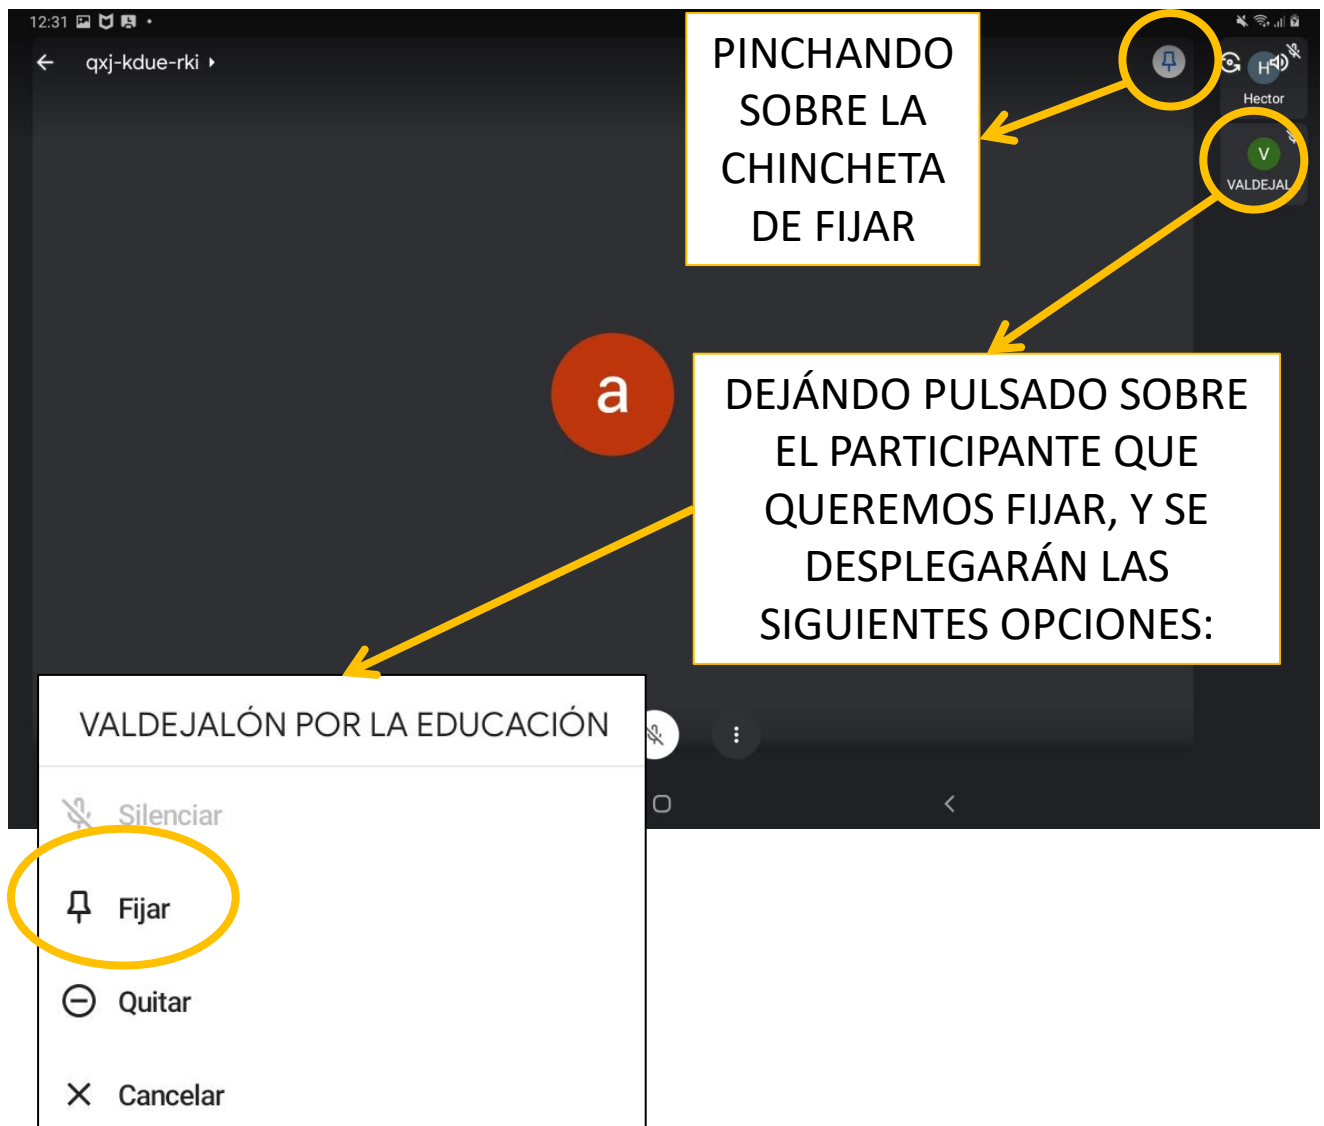 12:31
qxj-kdue-rki
PINCHANDO
SOBRE LA
CHINCHETA
DE FIJAR
H
Hector
V
VALDEJAL
a
DEJÁNDO PULSADO SOBRE
EL PARTICIPANTE QUE
QUEREMOS FIJAR, Y SE
DESPLEGARÁN LAS
SIGUIENTES OPCIONES:
VALDEJALÓN POR LA EDUCACIÓN
Silenciar
Fijar
Quitar
Cancelar